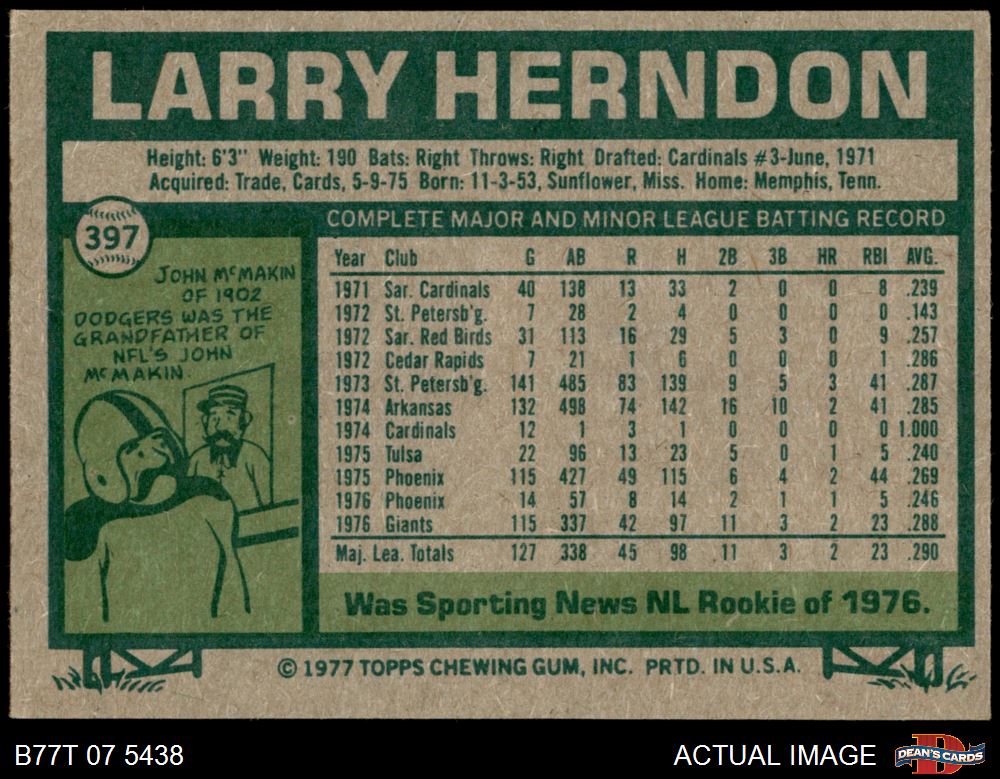 LARRY HERNDON
Height: 6'3" Weight: 190 Bats: Right Throws: Right Drafted: Cardinals #3-June, 1971
Acquired: Trade, Cards, 5-9-75 Born: 11-3-53, Sunflower, Miss. Home: Memphis, Tenn.
397
JOHN McMAKIN
OF 1902
DODGERS WAS THE
GRANDFATHER OF
NFL'S JOHN
McMAKIN.
COMPLETE MAJOR AND MINOR LEAGUE BATTING RECORD
Year Club G AB R H 2B 3B HR RBI AVG.
1971 Sar. Cardinals 40 138 13 33 2 0 0 8 .239
1972 St. Petersb'g. 7 28 2 4 0 0 0 0 .143
1972 Sar. Red Birds 31 113 16 29 5 3 0 9 .257
1972 Cedar Rapids 7 21 1 6 0 0 0 1 .286
1973 St. Petersb'g. 141 485 83 139 9 5 3 41 .287
1974 Arkansas 132 498 74 142 16 10 2 41 .285
1974 Cardinals 12 1 3 1 0 0 0 0 1.000
1975 Tulsa 22 96 13 23 5 0 1 5 .240
1975 Phoenix 115 427 49 115 6 4 2 44 .269
1976 Phoenix 14 57 8 14 2 1 1 5 .246
1976 Giants 115 337 42 97 11 3 2 23 .288
Maj. Lea. Totals 127 338 45 98 11 3 2 23 .290
Was Sporting News NL Rookie of 1976.
© 1977 TOPPS CHEWING GUM, INC. PRTD. IN U.S.A.
B77T 07 5438
ACTUAL IMAGE
D
DEAN'S CARDS